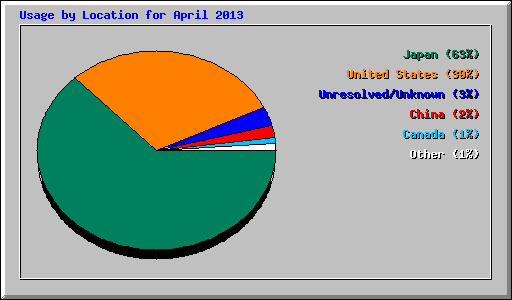 Usage by Location for April 2013
Japan (63%)
United States (30%)
Unresolved/Unknown (3%)
China (2%)
Canada (1%)
Other (1%)